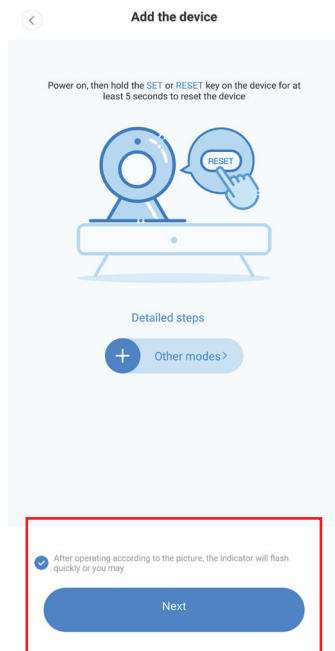 Add the device
Power on, then hold the SET or RESET key on the device for at
least 5 seconds to reset the device
RESET
Detailed steps
Other modes>
After operating according to the picture, the indicator will flash
quickly or you may
Next